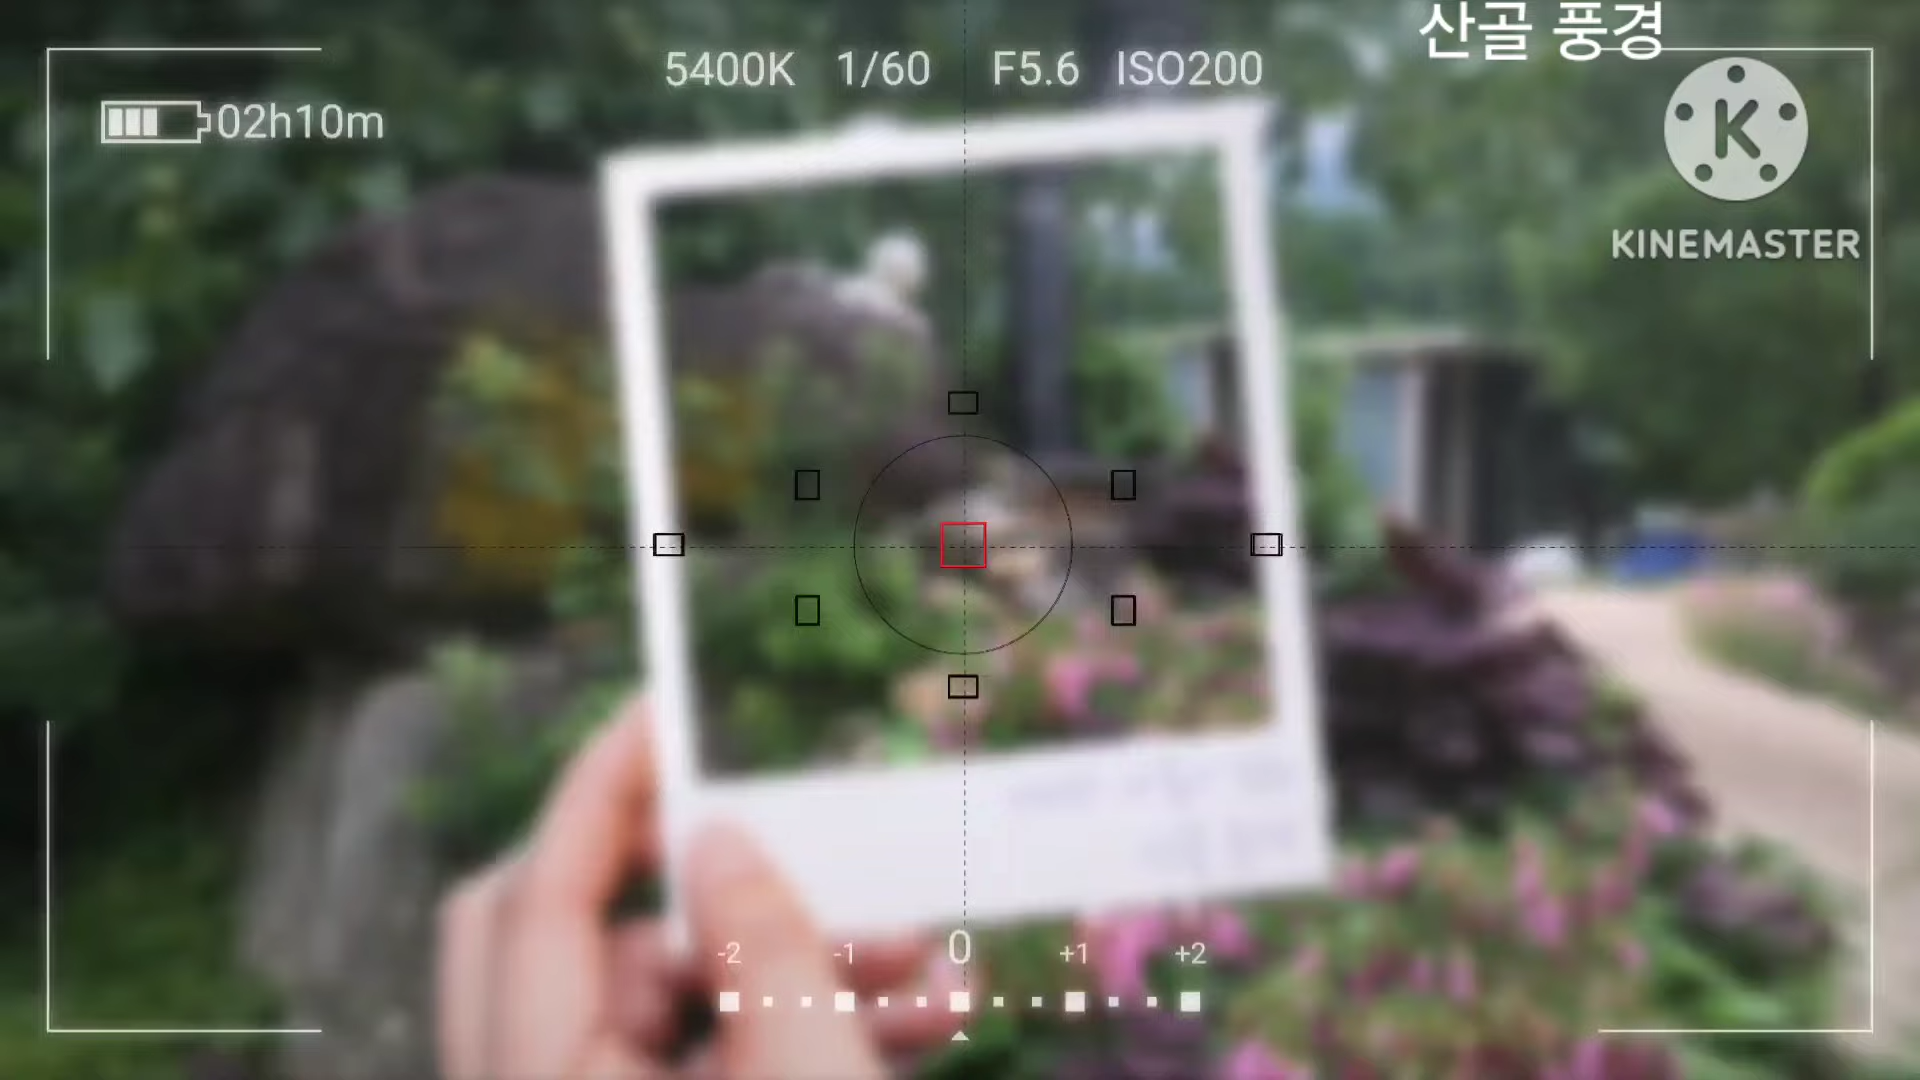 산골 풍경
5400K 1/60 F5.6 ISO200
02h10m
K
KINEMASTER
-2 -1 0 +1 +2